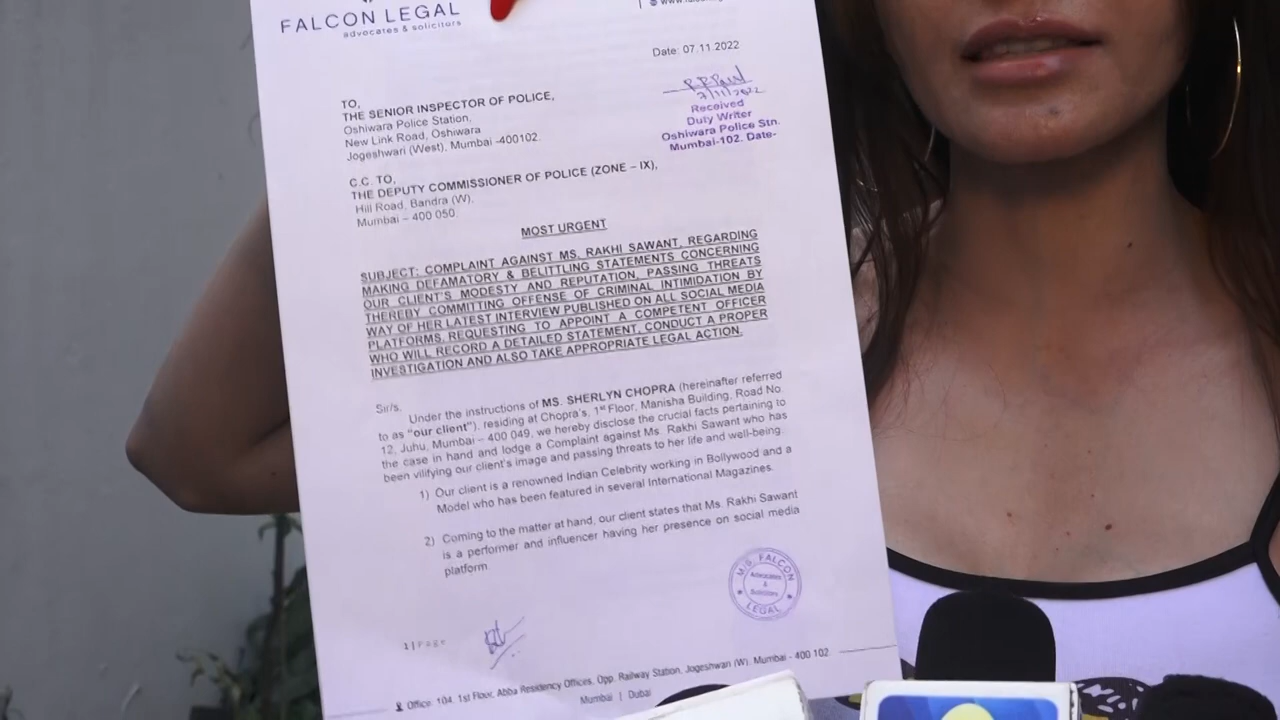 FALCON LEGAL
advocates & solicitors
Date: 07.11.2022
7/11/2022
Received
Duty Writer
Oshiwara Police Stn.
Mumbai-102. Date-
TO,
THE SENIOR INSPECTOR OF POLICE,
Oshiwara Police Station,
New Link Road, Oshiwara
Jogeshwari (West), Mumbai -400102.
C.C. TO,
THE DEPUTY COMMISSIONER OF POLICE (ZONE – IX),
Hill Road, Bandra (W),
Mumbai – 400 050.
MOST URGENT
SUBJECT: COMPLAINT AGAINST MS. RAKHI SAWANT, REGARDING
MAKING DEFAMATORY & BELITTLING STATEMENTS CONCERNING
OUR CLIENT'S MODESTY AND REPUTATION, PASSING THREATS
THEREBY COMMITTING OFFENSE OF CRIMINAL INTIMIDATION BY
WAY OF HER LATEST INTERVIEW PUBLISHED ON ALL SOCIAL MEDIA
PLATFORMS, REQUESTING TO APPOINT A COMPETENT OFFICER
WHO WILL RECORD A DETAILED STATEMENT, CONDUCT A PROPER
INVESTIGATION AND ALSO TAKE APPROPRIATE LEGAL ACTION.
Sir/s,
Under the instructions of MS. SHERLYN CHOPRA (hereinafter referred
to as "our client"), residing at Chopra's, 1st Floor, Manisha Building, Road No.
12, Juhu, Mumbai – 400 049, we hereby disclose the crucial facts pertaining to
the case in hand and lodge a Complaint against Ms. Rakhi Sawant who has
been vilifying our client's image and passing threats to her life and well-being.
1) Our client is a renowned Indian Celebrity working in Bollywood and a
Model who has been featured in several International Magazines.
2) Coming to the matter at hand, our client states that Ms. Rakhi Sawant
is a performer and influencer having her presence on social media
platform.
M/S. FALCON
Advocates
&
Solicitors
LEGAL
1 | PAGE
Office: 104, 1st Floor, Abba Residency Offices, Opp. Railway Station, Jogeshwari (W), Mumbai - 400 102.
Mumbai | Dubai